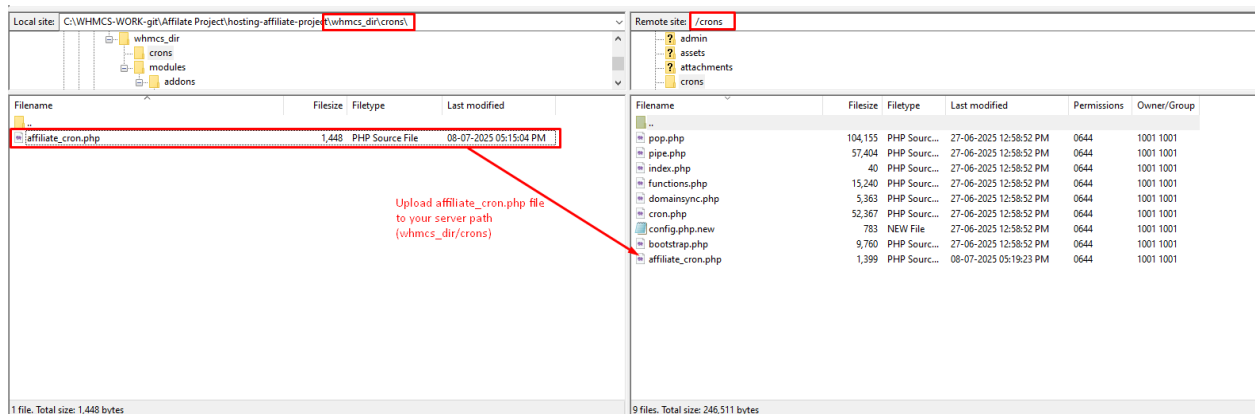 Local site: C:\WHMCS-WORK-git\Affilate Project\hosting-affiliate-project\whmcs_dir\crons\
whmcs_dir
crons
modules
addons
Filename Filesize Filetype Last modified
..
affiliate_cron.php 1,448 PHP Source File 08-07-2025 05:15:04 PM
Upload affiliate_cron.php file
to your server path
(whmcs_dir/crons)
1 file. Total size: 1,448 bytes
Remote site: /crons
? admin
? assets
? attachments
crons
Filename Filesize Filetype Last modified Permissions Owner/Group
..
pop.php 104,155 PHP Sourc... 27-06-2025 12:58:52 PM 0644 1001 1001
pipe.php 57,404 PHP Sourc... 27-06-2025 12:58:52 PM 0644 1001 1001
index.php 40 PHP Sourc... 27-06-2025 12:58:52 PM 0644 1001 1001
functions.php 15,240 PHP Sourc... 27-06-2025 12:58:52 PM 0644 1001 1001
domainsync.php 5,363 PHP Sourc... 27-06-2025 12:58:52 PM 0644 1001 1001
cron.php 52,367 PHP Sourc... 27-06-2025 12:58:52 PM 0644 1001 1001
config.php.new 783 NEW File 27-06-2025 12:58:52 PM 0644 1001 1001
bootstrap.php 9,760 PHP Sourc... 27-06-2025 12:58:52 PM 0644 1001 1001
affiliate_cron.php 1,399 PHP Sourc... 08-07-2025 05:19:23 PM 0644 1001 1001
9 files. Total size: 246,511 bytes